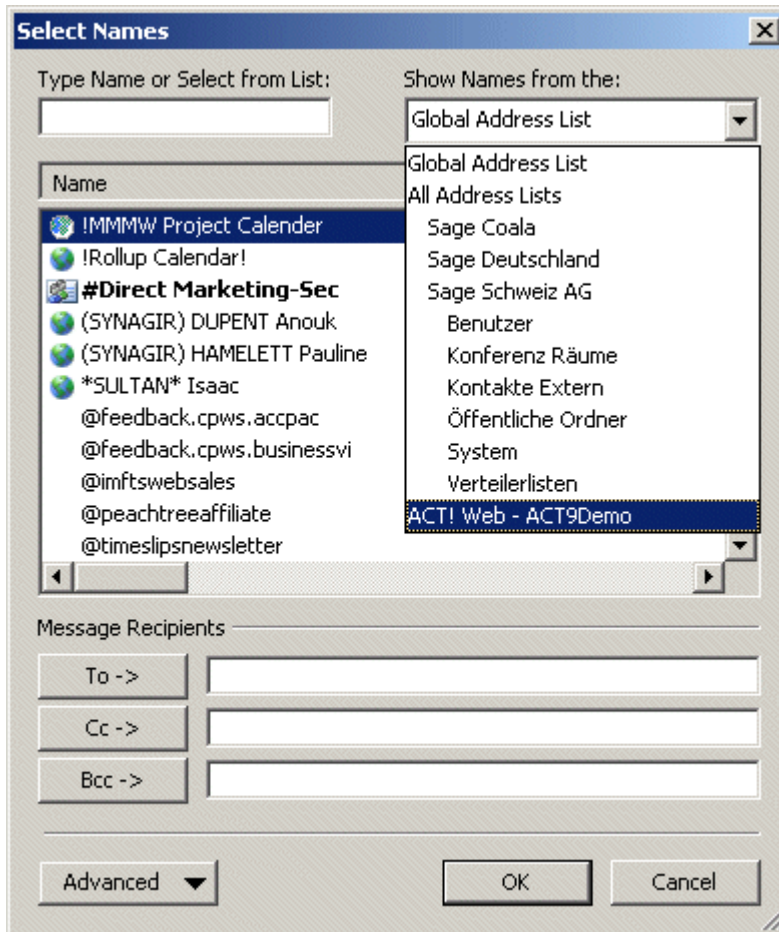 Select Names
Type Name or Select from List:
Show Names from the:
Global Address List
Name
!MMMW Project Calender
!Rollup Calendar!
#Direct Marketing-Sec
(SYNAGIR) DUPENT Anouk
(SYNAGIR) HAMELETT Pauline
*SULTAN* Isaac
@feedback.cpws.accpac
@feedback.cpws.businessvi
@imftswebsales
@peachtreeaffiliate
@timeslipsnewsletter
Global Address List
All Address Lists
Sage Coala
Sage Deutschland
Sage Schweiz AG
Benutzer
Konferenz Räume
Kontakte Extern
Öffentliche Ordner
System
Verteilerlisten
ACT! Web - ACT9Demo
Message Recipients
To ->
Cc ->
Bcc ->
Advanced
OK
Cancel